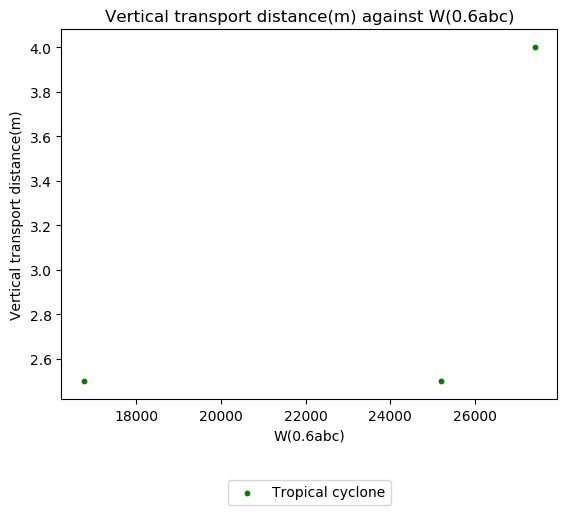 Vertical transport distance(m) against W(0.6abc)
Vertical transport distance(m)
4.0
3.8
3.6
3.4
3.2
3.0
2.8
2.6
18000 20000 22000 24000 26000
W(0.6abc)
Tropical cyclone